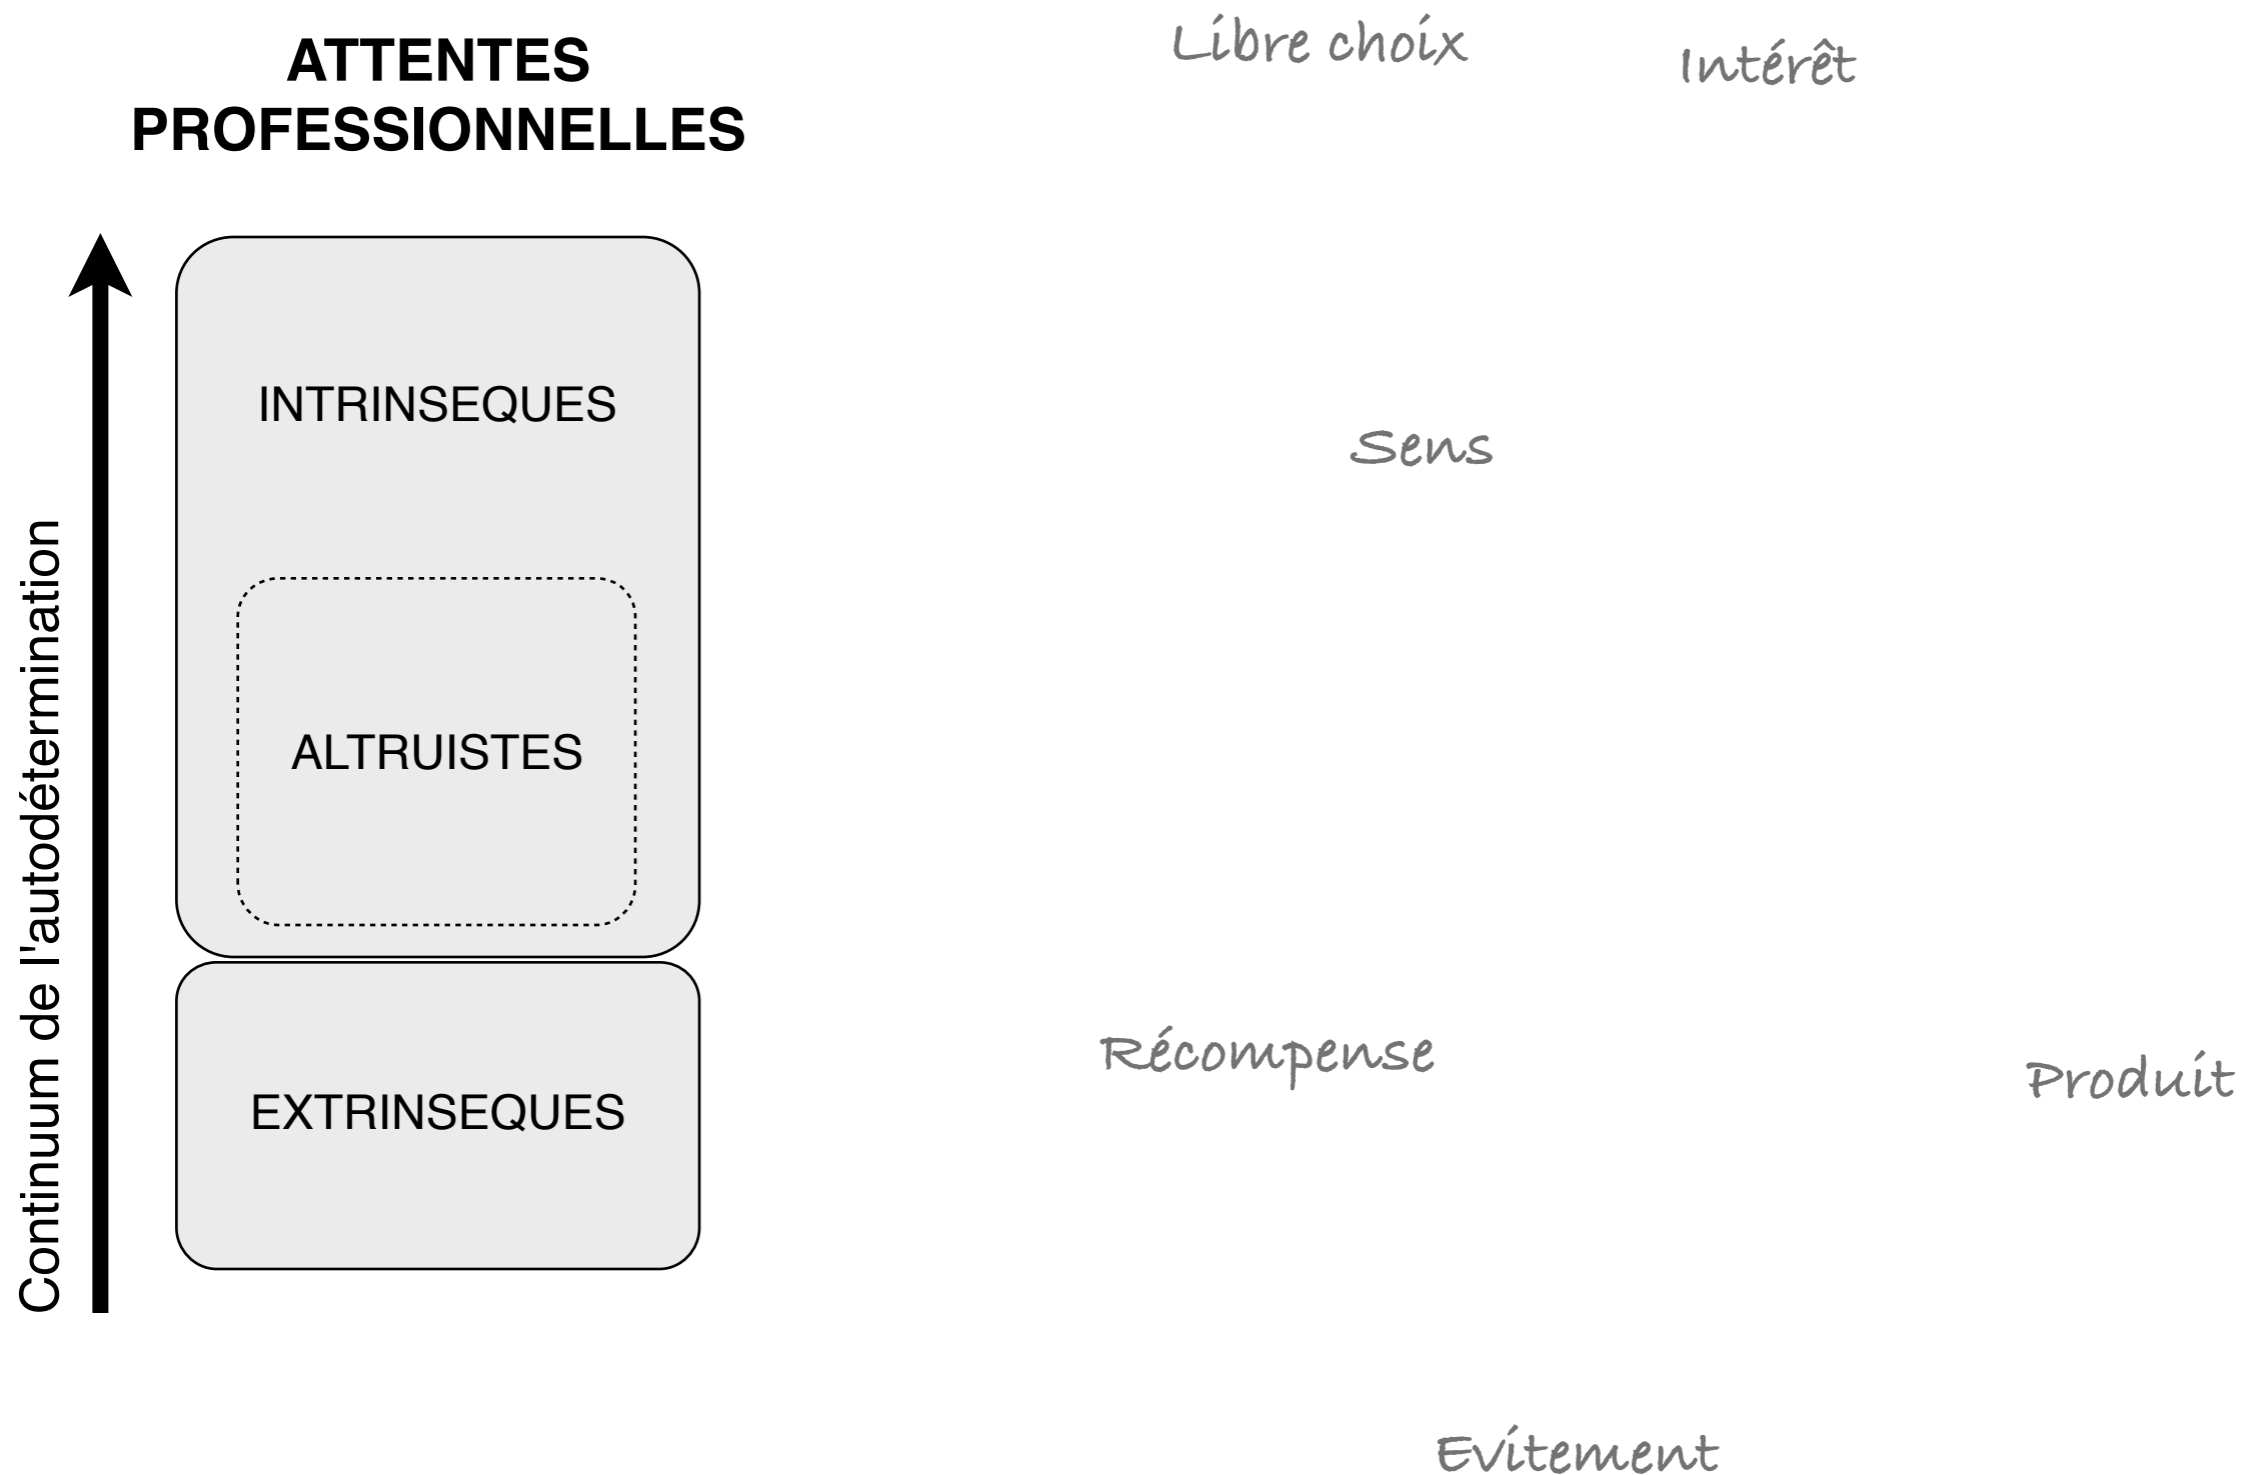 ATTENTES
PROFESSIONNELLES
Libre choix
Intérêt
Continuum de l'autodétermination
INTRINSEQUES
Sens
ALTRUISTES
Récompense
Produit
EXTRINSEQUES
Evitement